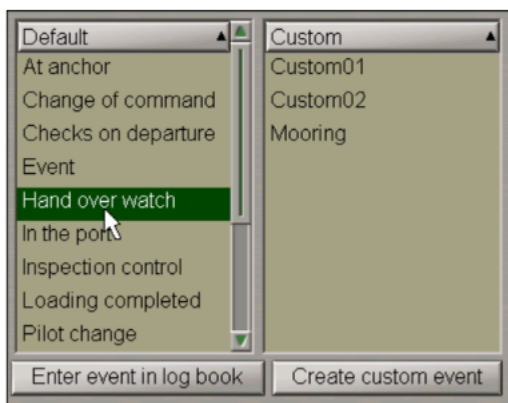 Default
At anchor
Change of command
Checks on departure
Event
Hand over watch
In the port
Inspection control
Loading completed
Pilot change
Custom
Custom01
Custom02
Mooring
Enter event in log book
Create custom event